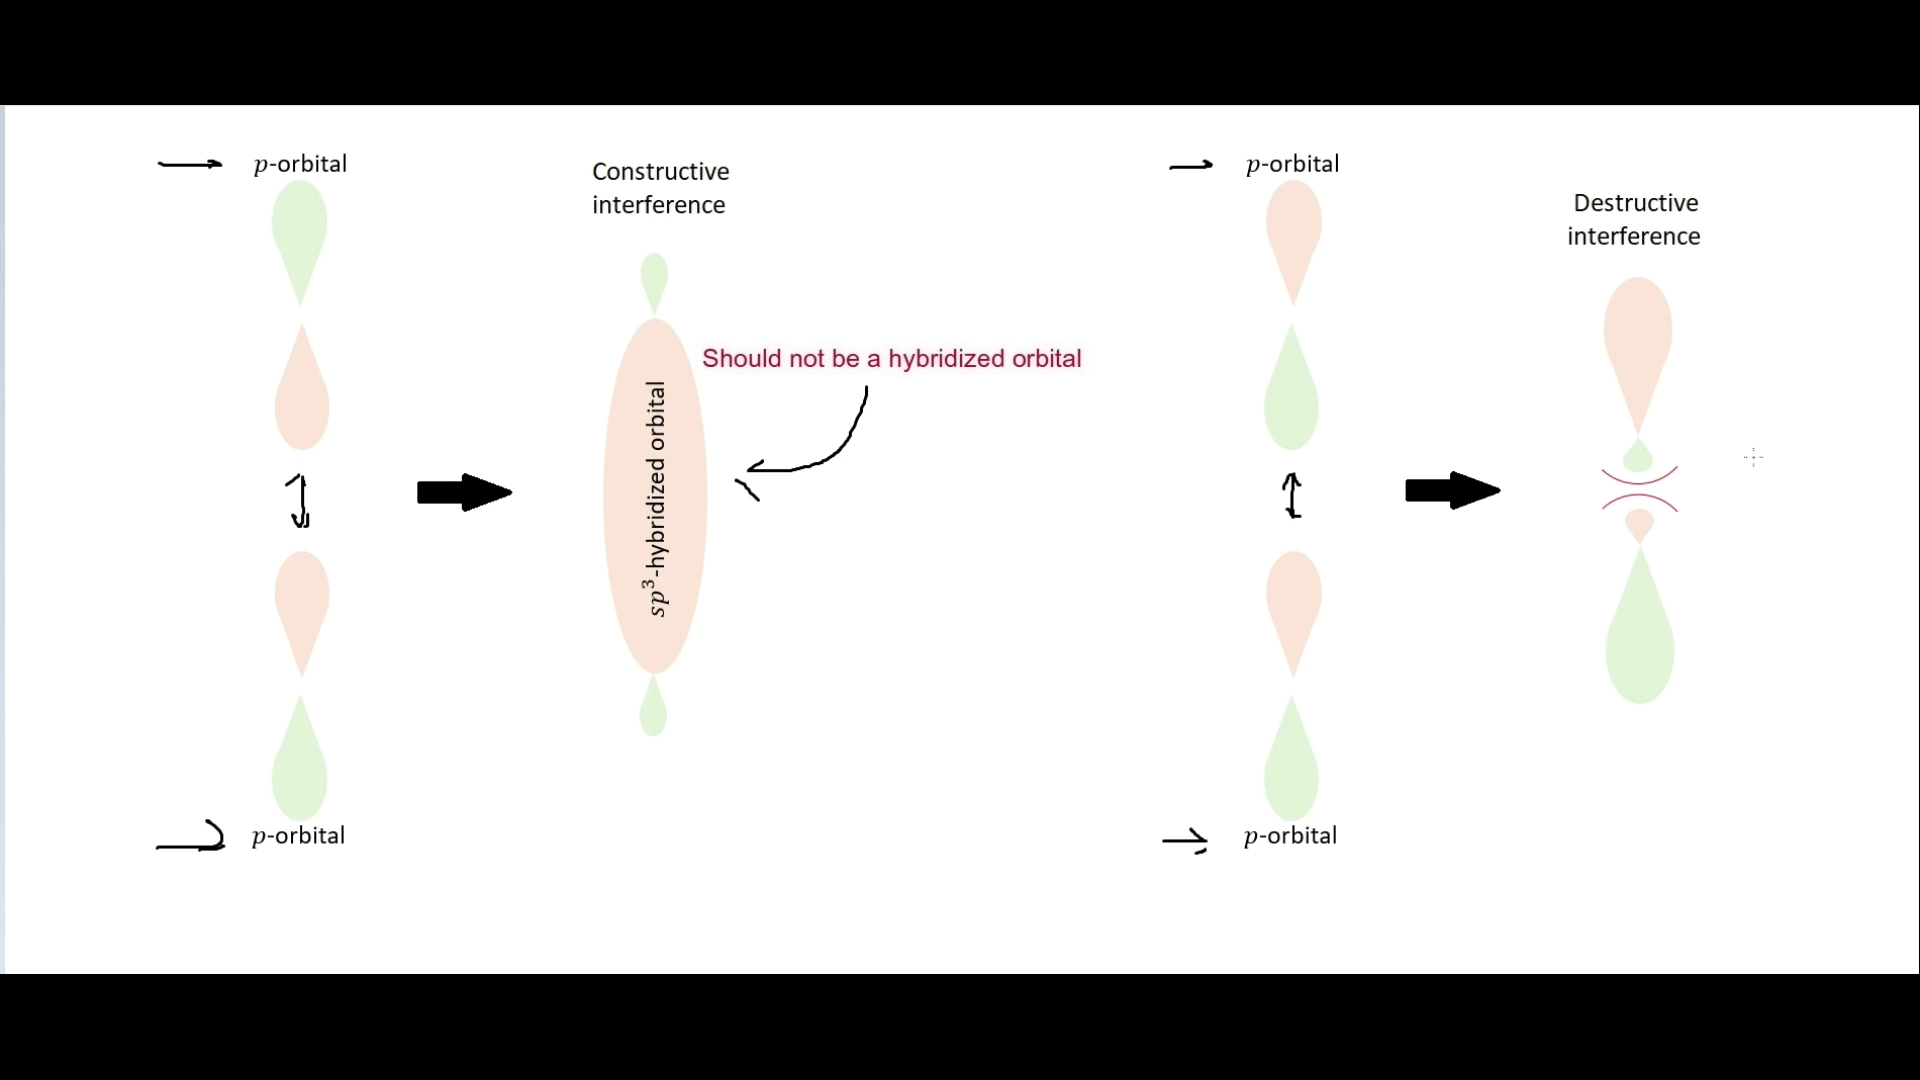 p-orbital
Constructive
interference
Should not be a hybridized orbital
sp³-hybridized orbital
p-orbital
p-orbital
Destructive
interference
p-orbital